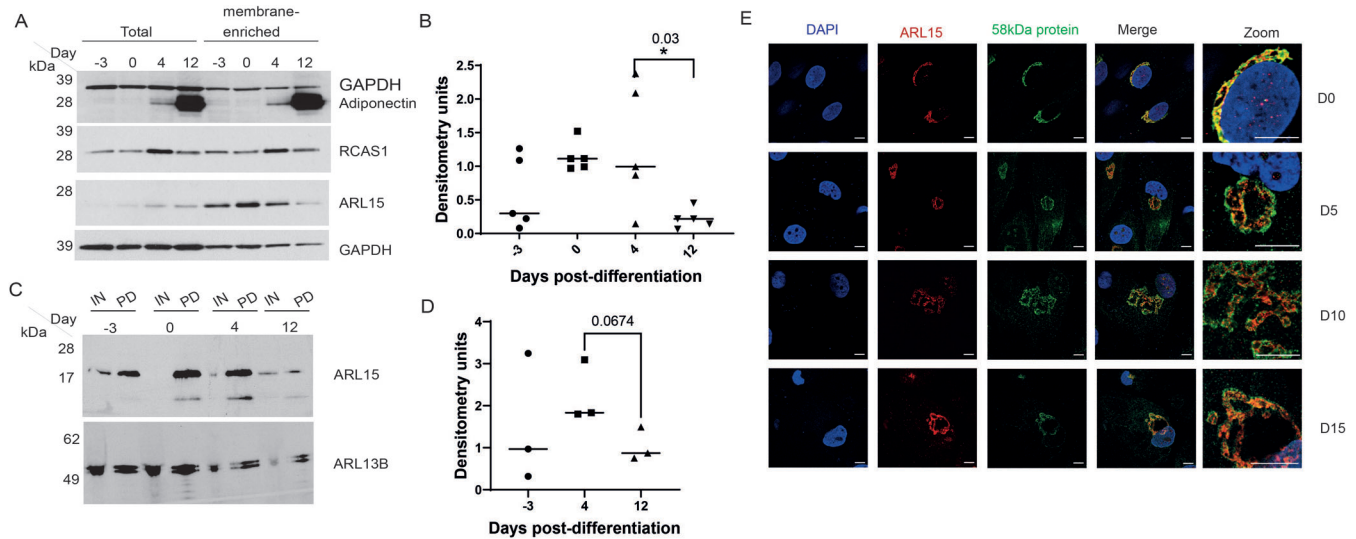 A
membrane-
Total enriched
Day -3 0 4 12 -3 0 4 12
kDa
39 GAPDH
28 Adiponectin
39
28 RCAS1
28
ARL15
39 GAPDH
B
0.03
*
Densitometry units
2.5
2.0
1.5
1.0
0.5
0.0
-3 0 4 12
Days post-differentiation
C
IN PD IN PD IN PD IN PD
Day -3 0 4 12
kDa
28
17 ARL15
62
ARL13B
49
D
0.0674
Densitometry units
4
3
2
1
0
-3 4 12
Days post-differentiation
E
DAPI ARL15 58kDa protein Merge Zoom
D0
D5
D10
D15